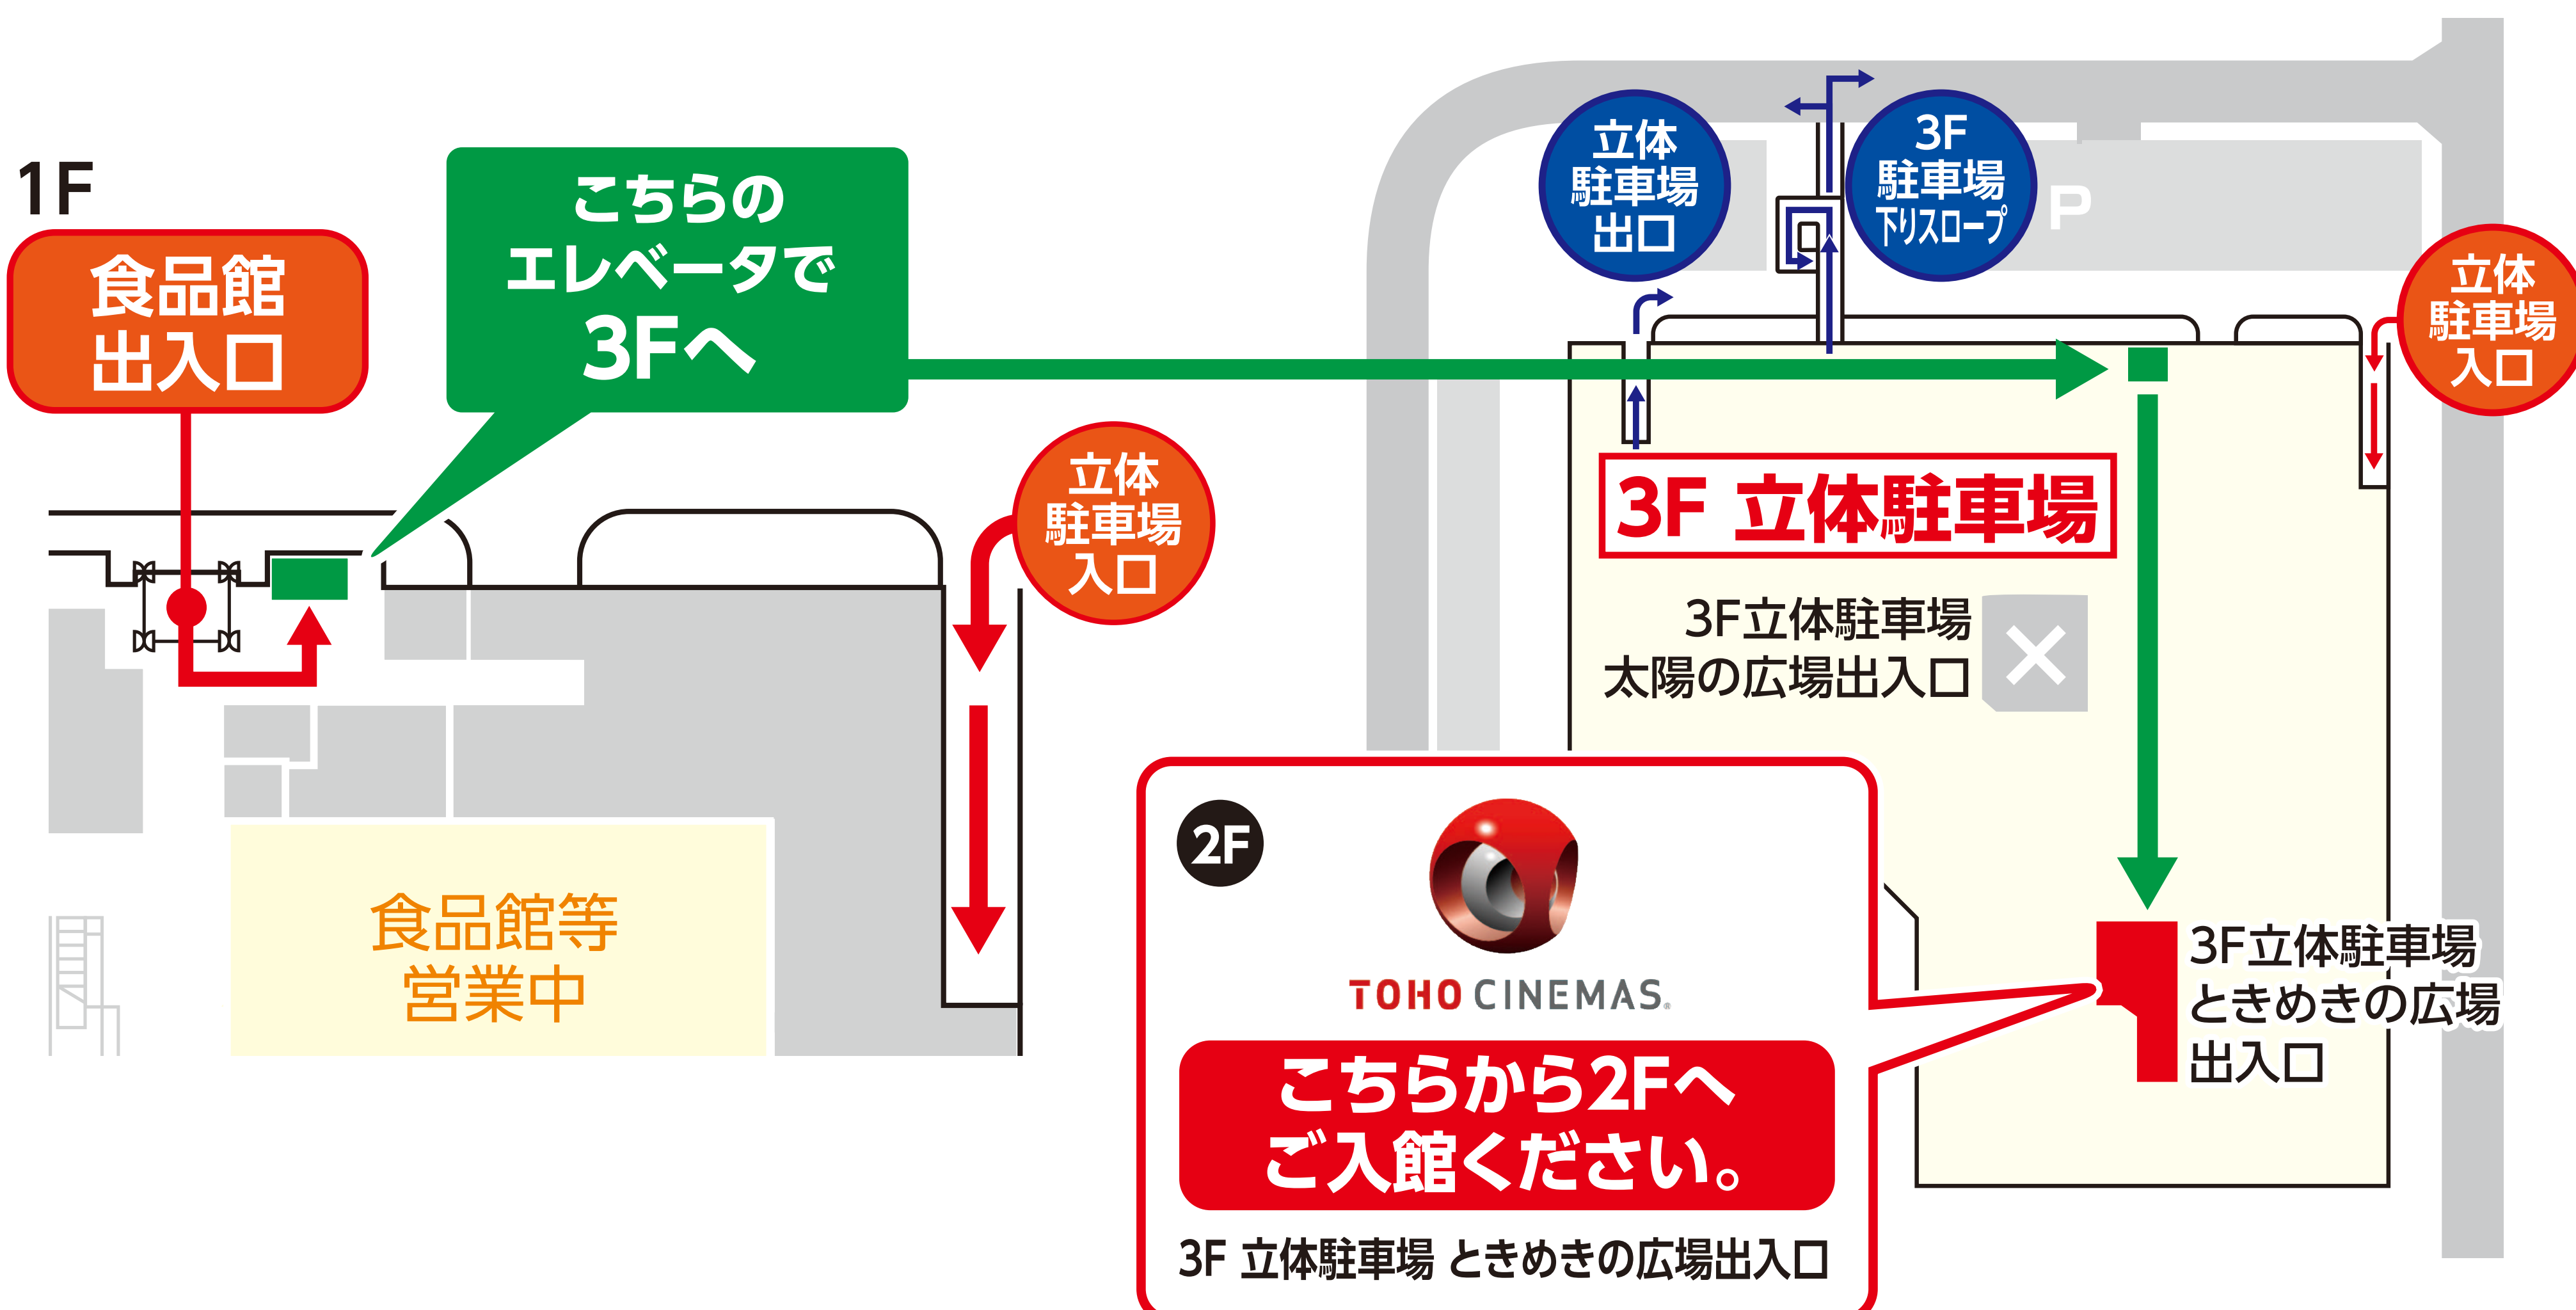 1F
食品館
出入口
こちらの
エレベータで
3Fへ
立体
駐車場
入口
食品館等
営業中
立体
駐車場
出口
3F
駐車場
下りスロープ
P
立体
駐車場
入口
3F 立体駐車場
3F立体駐車場
太陽の広場出入口
2F
TOHO CINEMAS®
こちらから2Fへ
ご入館ください。
3F 立体駐車場 ときめきの広場出入口
3F立体駐車場
ときめきの広場
出入口